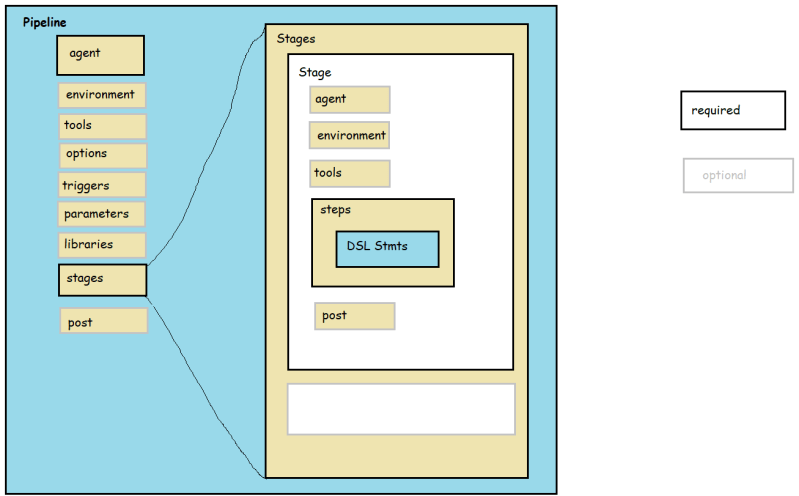 Pipeline
agent
environment
tools
options
triggers
parameters
libraries
stages
post
Stages
Stage
agent
environment
tools
steps
DSL Stmts
post
required
optional